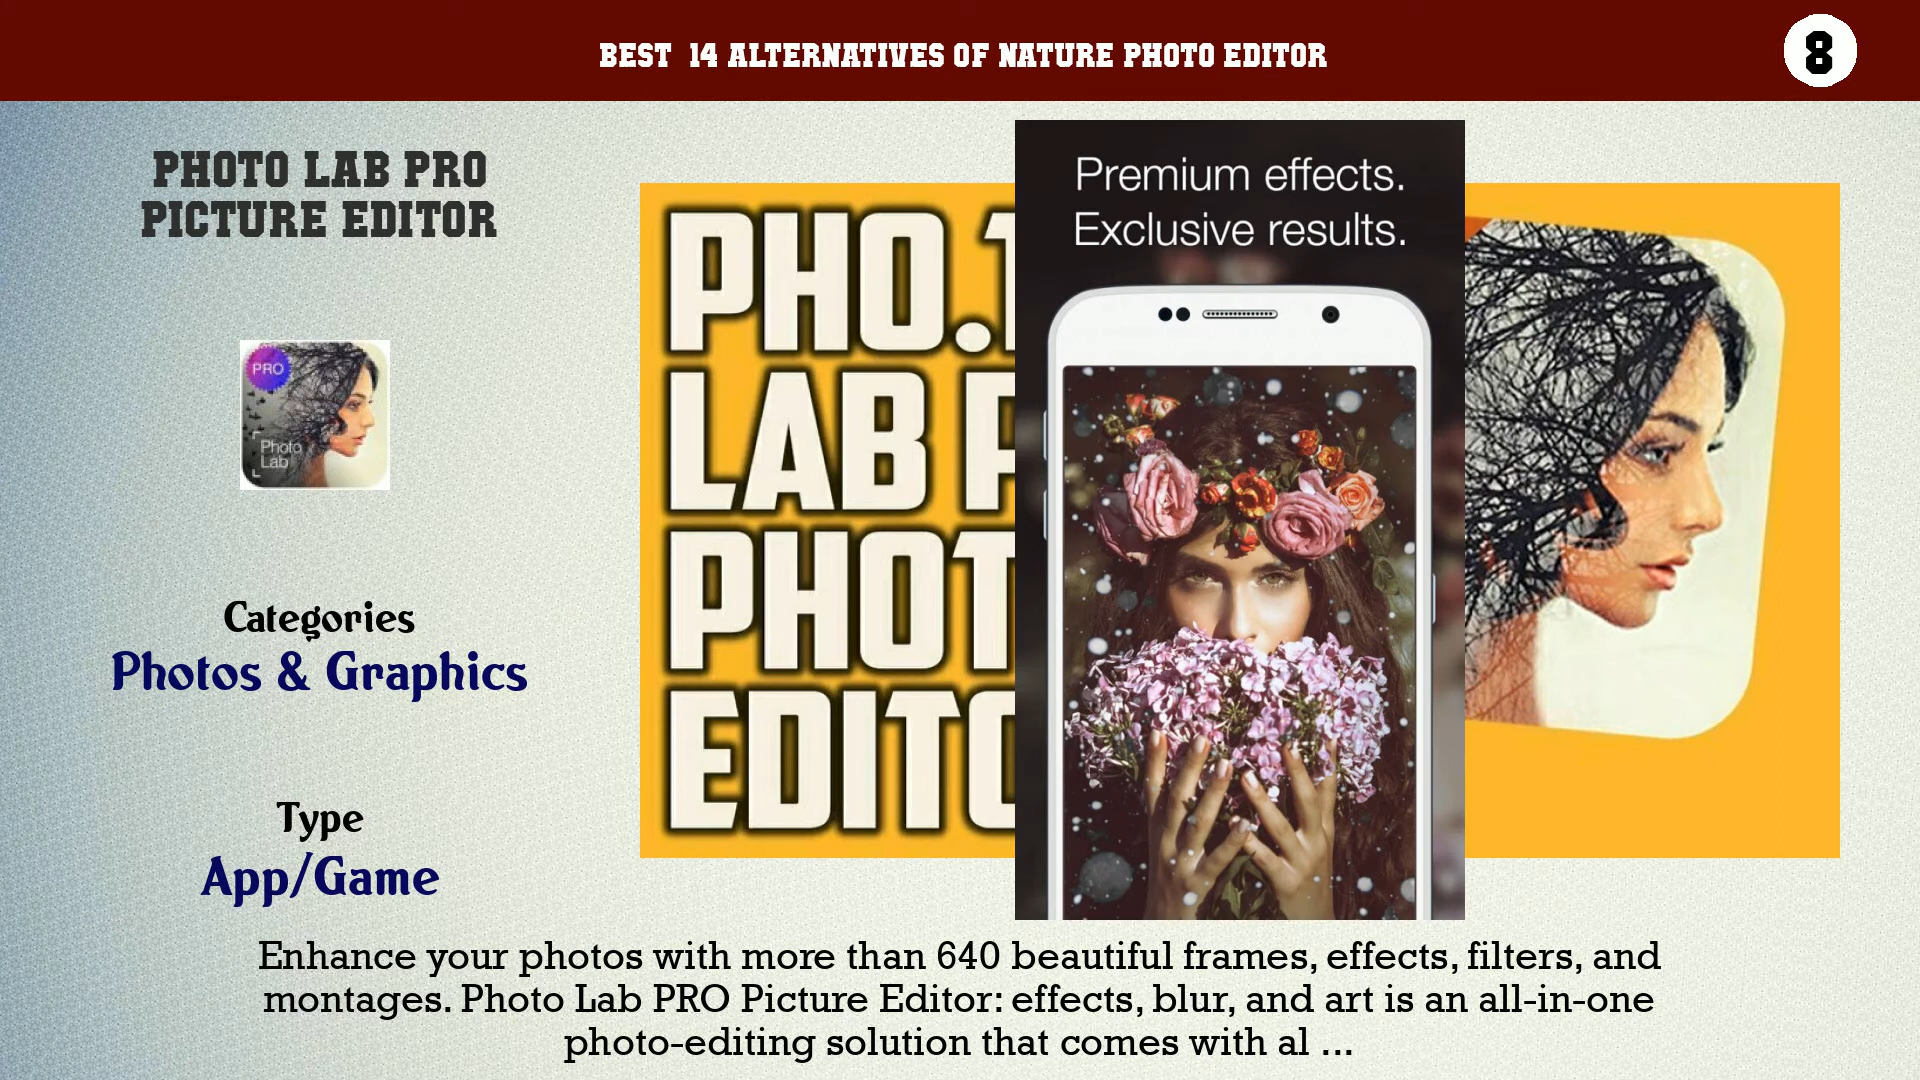 BEST 14 ALTERNATIVES OF NATURE PHOTO EDITOR
8
PHOTO LAB PRO
PICTURE EDITOR
PRO
Photo
Lab
Categories
Photos & Graphics
Type
App/Game
PHO.
LAB
PHOT
EDITO
Premium effects.
Exclusive results.
Enhance your photos with more than 640 beautiful frames, effects, filters, and
montages. Photo Lab PRO Picture Editor: effects, blur, and art is an all-in-one
photo-editing solution that comes with al ...